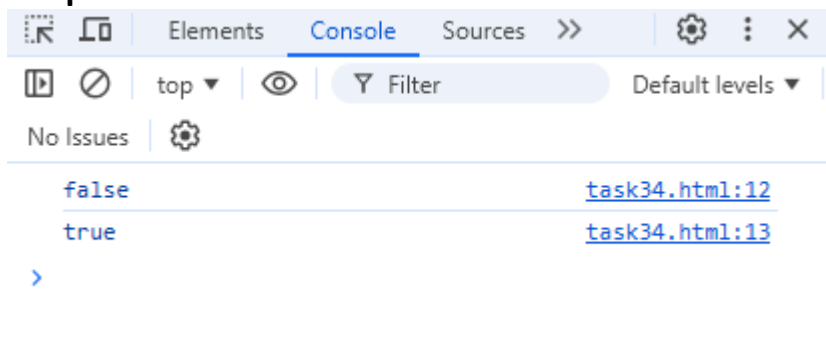 Elements Console Sources
top Filter Default levels
No Issues
false task34.html:12
true task34.html:13